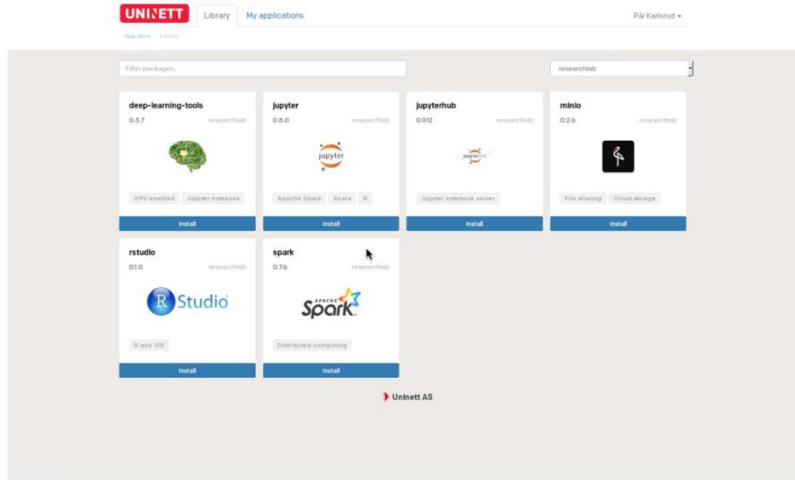 UNINETT
Library
My applications
Pål Karlsrud
App store / Library
Filter packages...
researchlab
deep-learning-tools
0.3.7 researchlab
GPU enabled Jupyter notebook
Install
jupyter
0.8.0 researchlab
jupyter
Apache Spark Scala R
Install
jupyterhub
0.9.12 researchlab
jupyterhub
Jupyter notebook server
Install
minio
0.2.6 researchlab
File sharing Cloud storage
Install
rstudio
0.1.0 researchlab
R Studio
R web IDE
Install
spark
0.7.6 researchlab
APACHE
Spark
Distributed computing
Install
Uninett AS